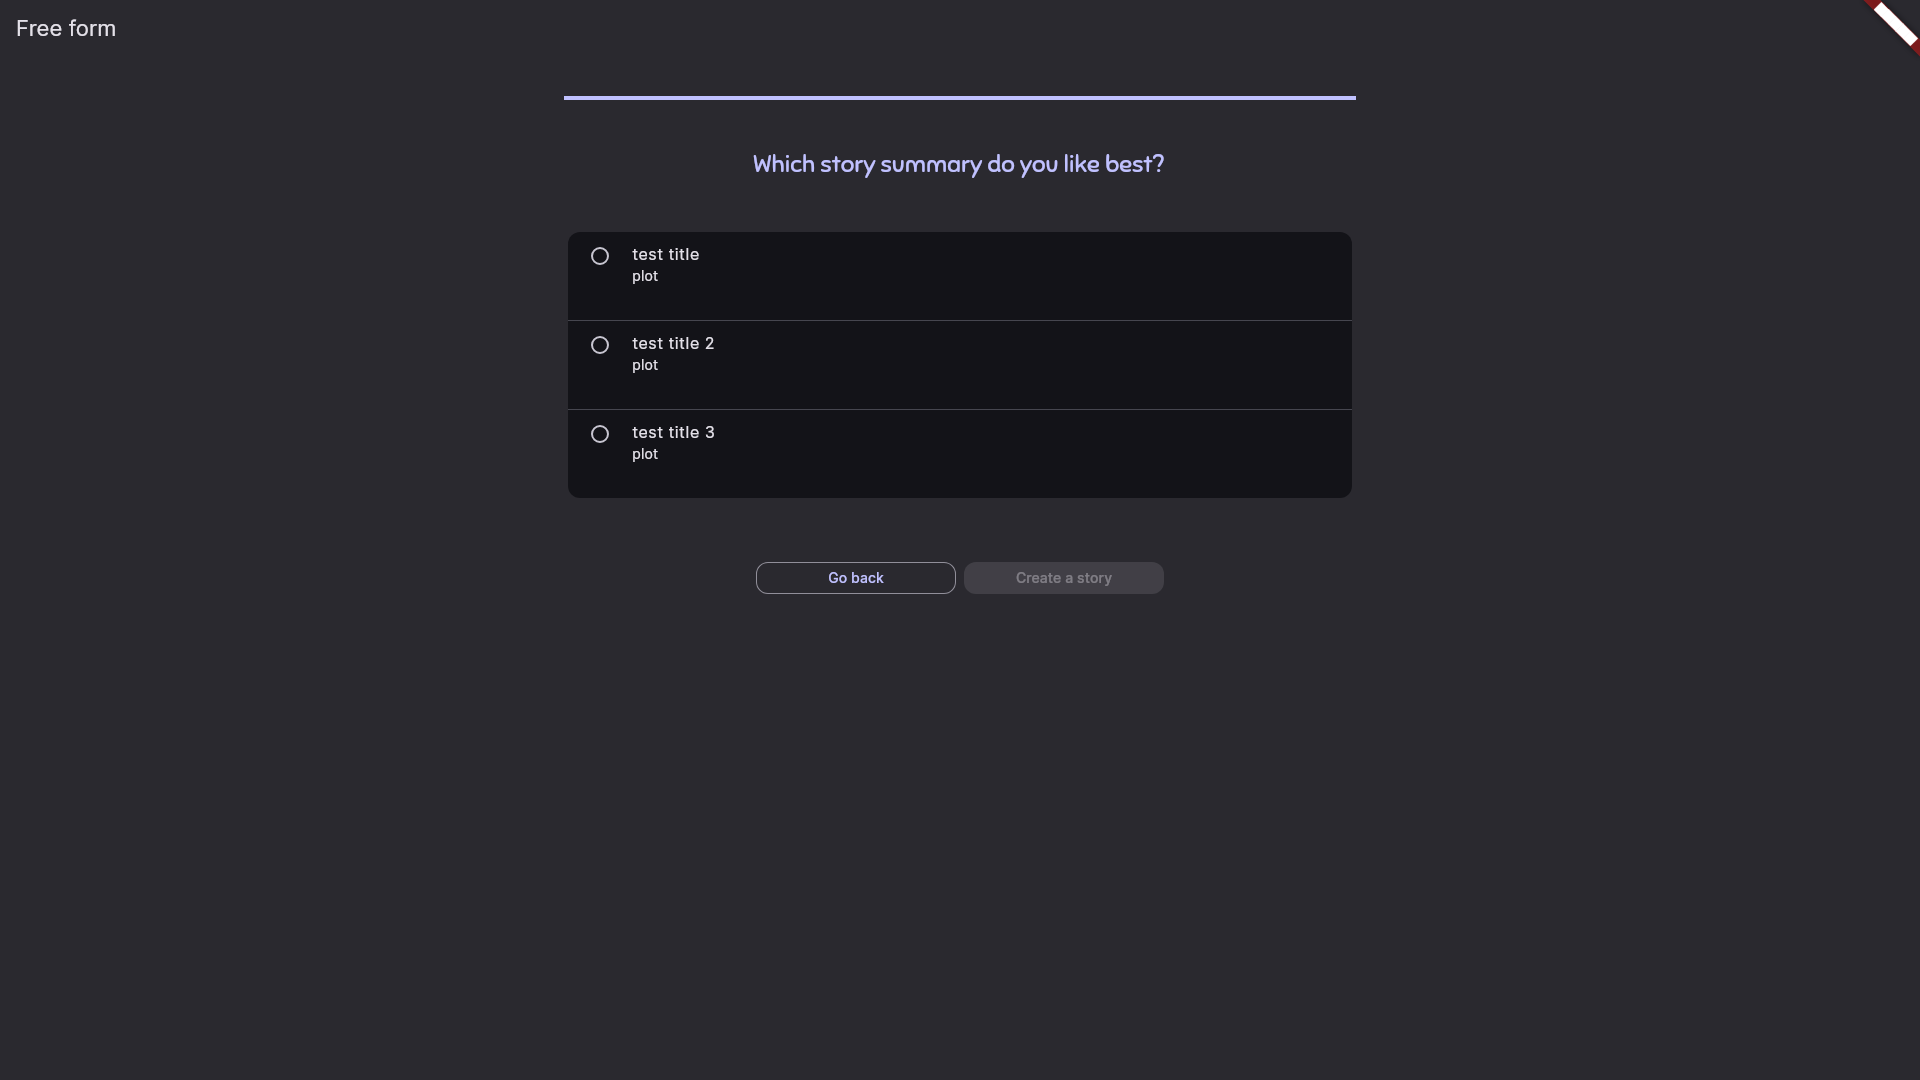 Free form
Which story summary do you like best?
test title
plot
test title 2
plot
test title 3
plot
Go back
Create a story